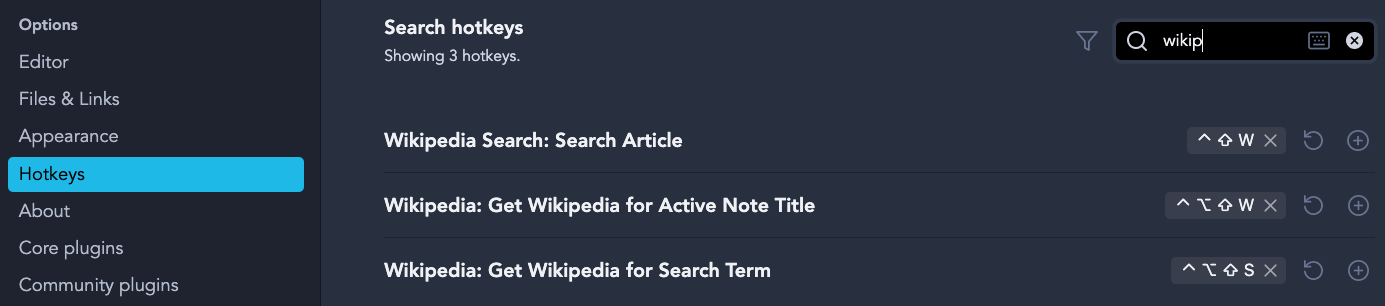 Options
Editor
Files & Links
Appearance
Hotkeys
About
Core plugins
Community plugins
Search hotkeys
Showing 3 hotkeys.
wikip
Wikipedia Search: Search Article
⌃ ⇧ W
Wikipedia: Get Wikipedia for Active Note Title
⌃ ⌥ ⇧ W
Wikipedia: Get Wikipedia for Search Term
⌃ ⌥ ⇧ S